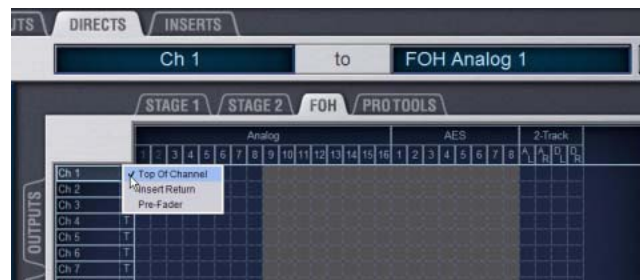 DIRECTS INSERTS
Ch 1 to FOH Analog 1
STAGE 1 STAGE 2 FOH PRO TOOLS
Analog AES 2-Track
1 2 3 4 5 6 7 8 9 10 11 12 13 14 15 16 1 2 3 4 5 6 7 8 A L A R D L D R
Ch 1 ✓ Top Of Channel
Ch 2 Insert Return
Ch 3 Pre-Fader
Ch 4 T
Ch 5 T
Ch 6 T
Ch 7 T
OUTPUTS